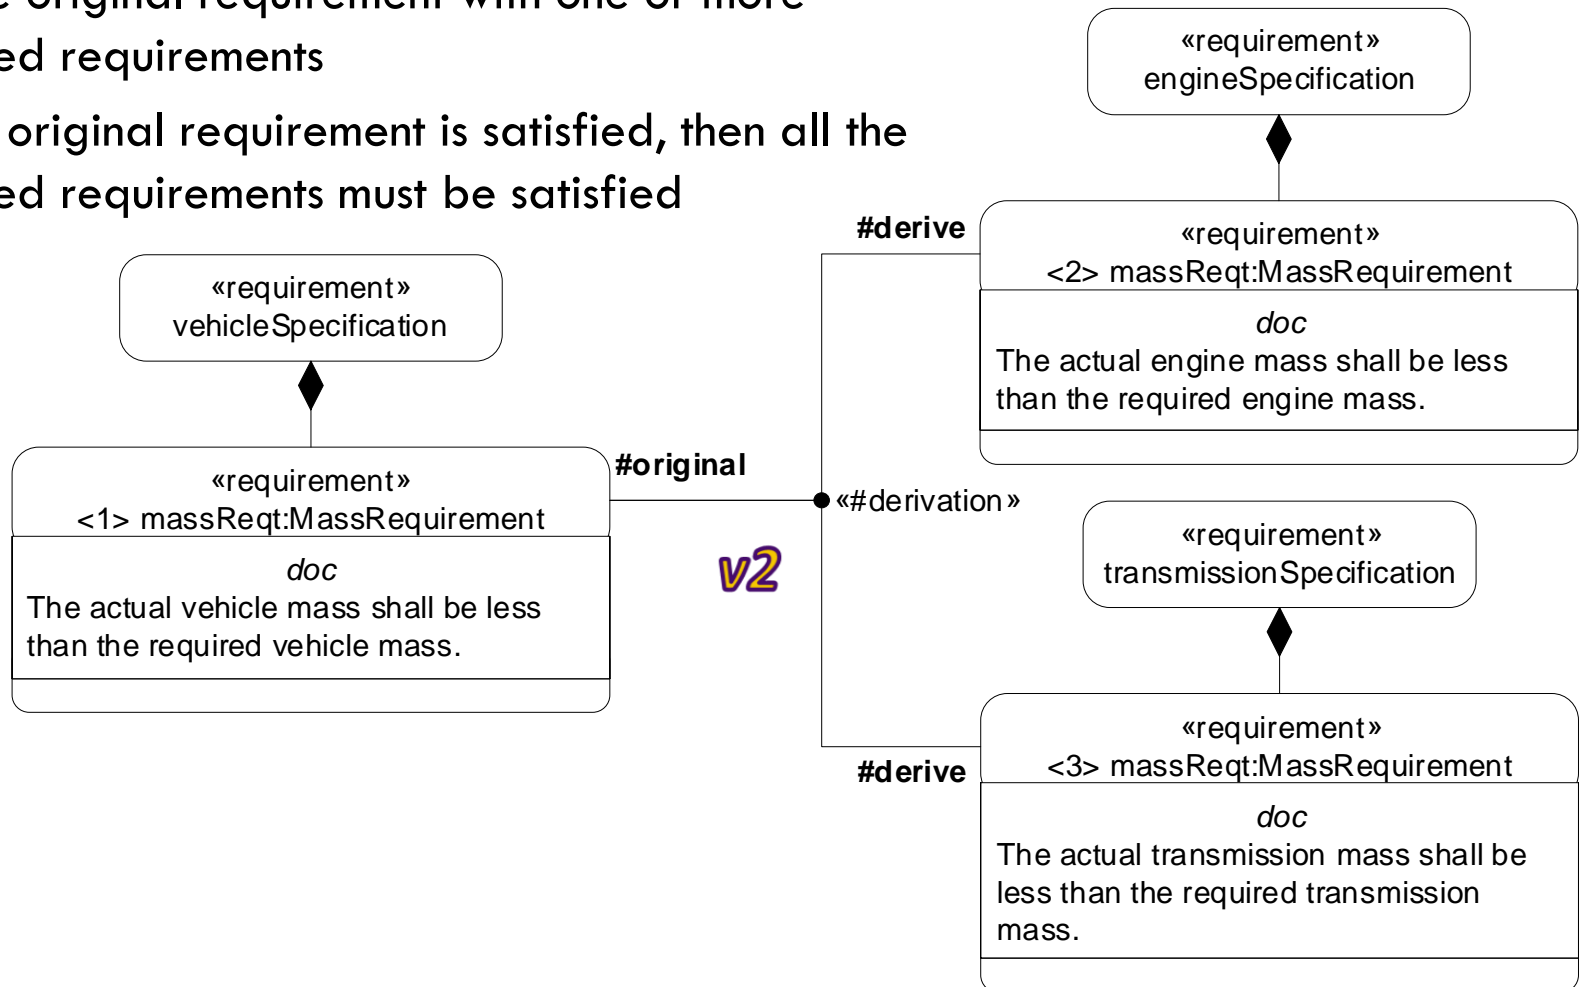 original requirement with one or more
requirements
original requirement is satisfied, then all the
requirements must be satisfied
«requirement»
vehicleSpecification
«requirement»
<1> massReqt:MassRequirement
doc
The actual vehicle mass shall be less
than the required vehicle mass.
#original
«#derivation»
v2
#derive
#derive
«requirement»
engineSpecification
«requirement»
<2> massReqt:MassRequirement
doc
The actual engine mass shall be less
than the required engine mass.
«requirement»
transmissionSpecification
«requirement»
<3> massReqt:MassRequirement
doc
The actual transmission mass shall be
less than the required transmission
mass.